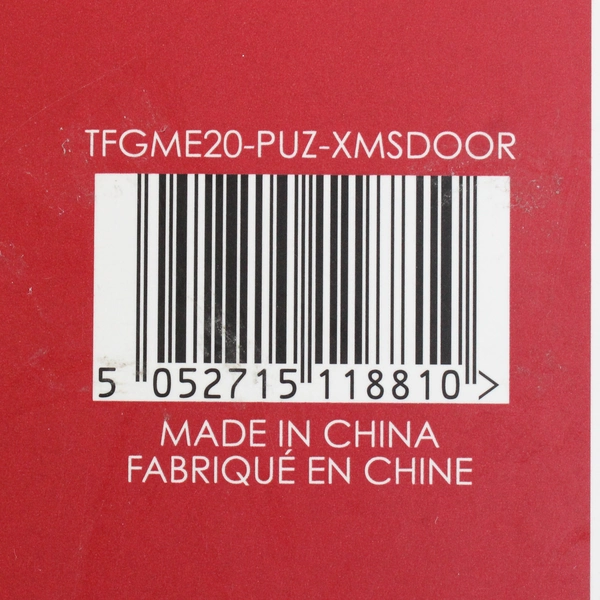 TFGME20-PUZ-XMSDOOR
5 052715 118810 >
MADE IN CHINA
FABRIQUÉ EN CHINE